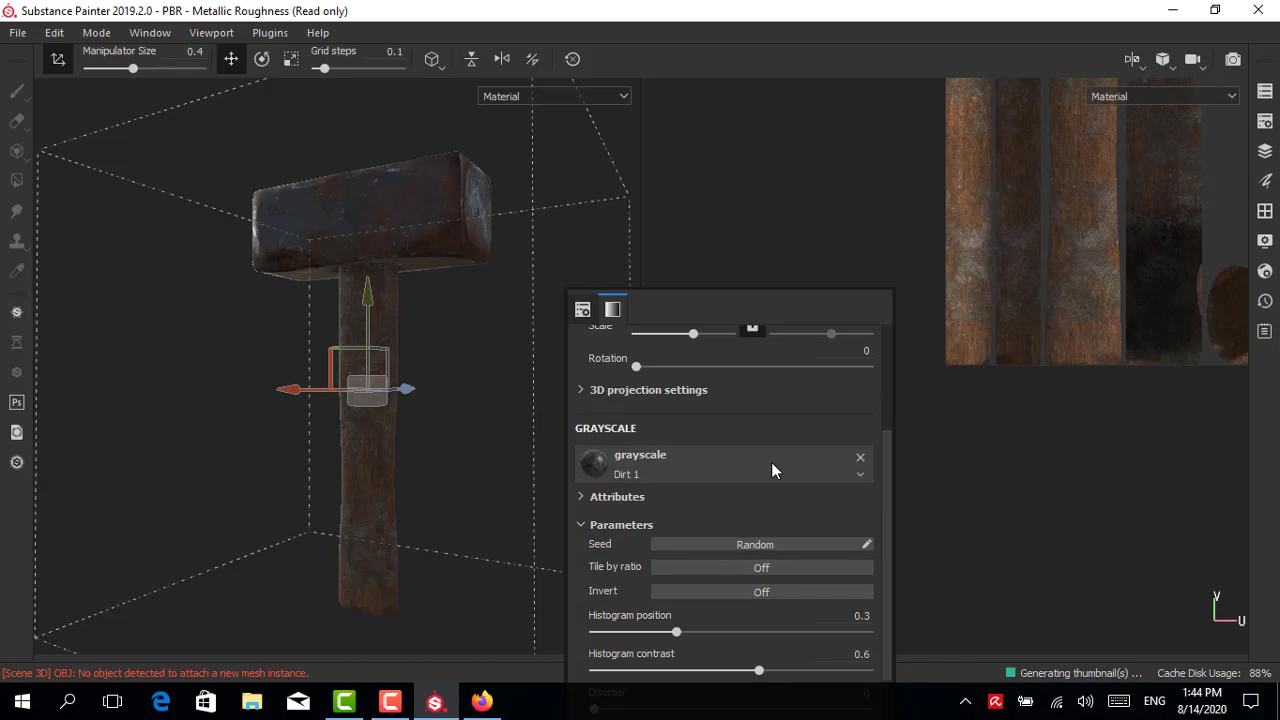 Substance Painter 2019.2.0 - PBR - Metallic Roughness (Read only)
File Edit Mode Window Viewport Plugins Help
Manipulator Size 0.4
Grid steps 0.1
Material
Material
Scale
Rotation 0
3D projection settings
GRAYSCALE
grayscale
Dirt 1
Attributes
Parameters
Seed Random
Tile by ratio Off
Invert Off
Histogram position 0.3
Histogram contrast 0.6
Disorder 0
Ps
V
U
[Scene 3D] OBJ: No object detected to attach a new mesh instance.
Generating thumbnail(s) ... Cache Disk Usage: 88%
ENG
1:44 PM
8/14/2020